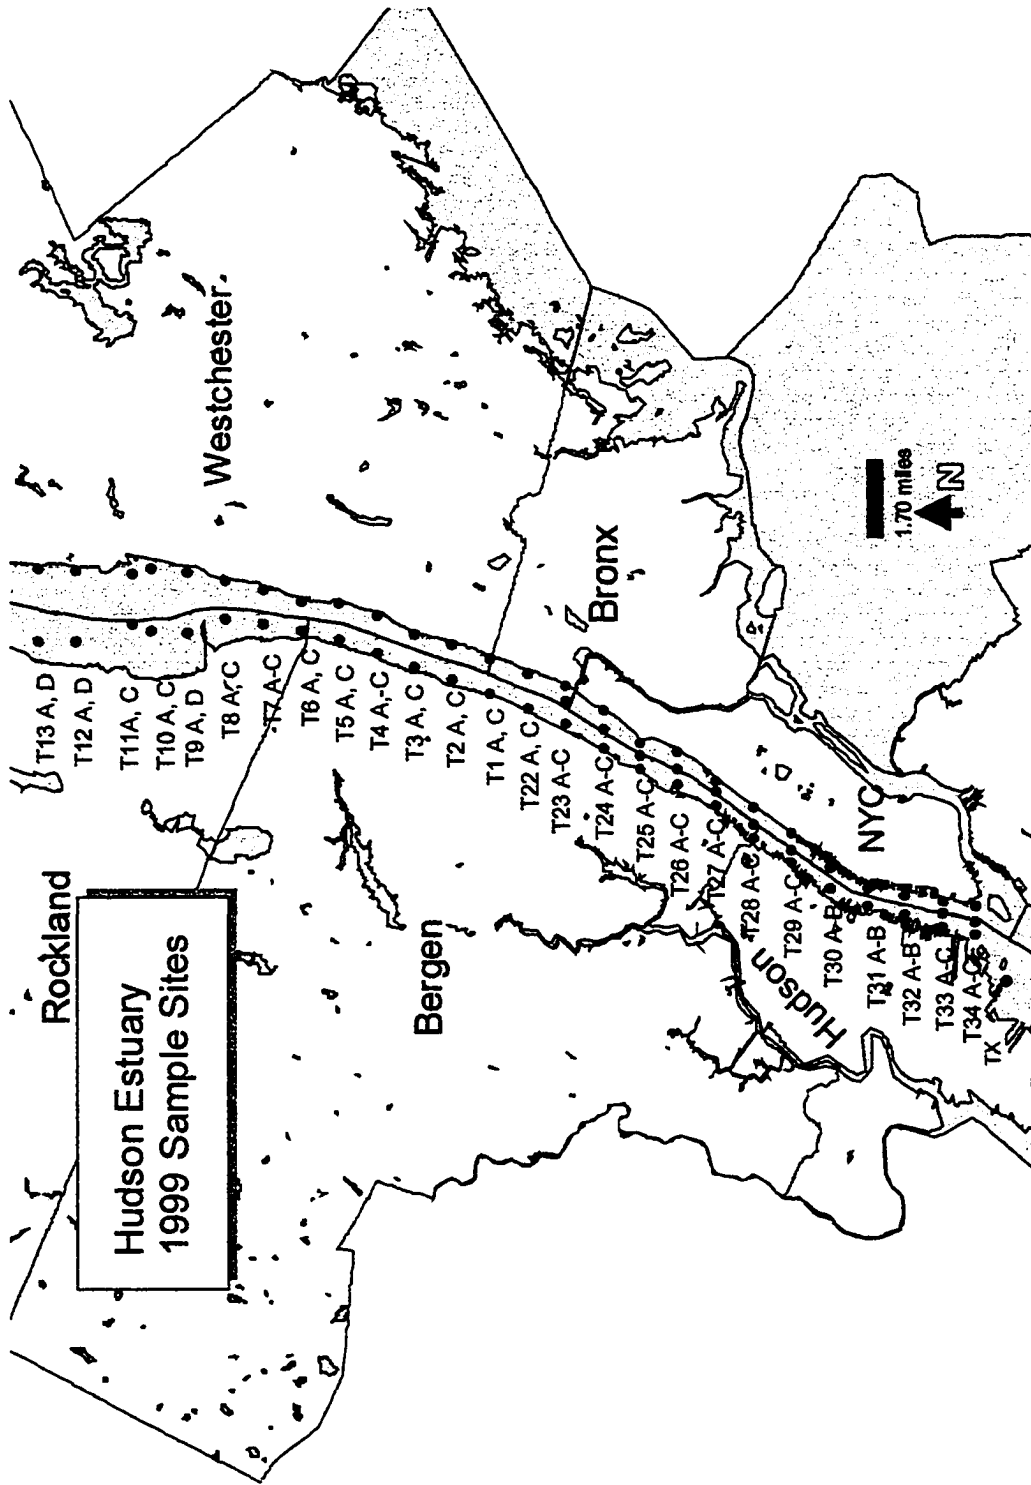 Hudson Estuary
1999 Sample Sites
Rockland
Westchester
Bergen
Bronx
Hudson
NYC
T13 A, D
T12 A, D
T11A, C
T10 A, C
T9 A, D
T8 A, C
T7 A-C
T6 A, C
T5 A, C
T4 A, C
T3 A, C
T2 A, C
T1 A, C
T22 A, C
T23 A-C
T24 A-C
T25 A-C
T26 A-C
T27 A-C
T28 A-C
T29 A-C
T30 A-B
T31 A-B
T32 A-B
T33 A-C
T34 A-C
TX
1.70 miles
N